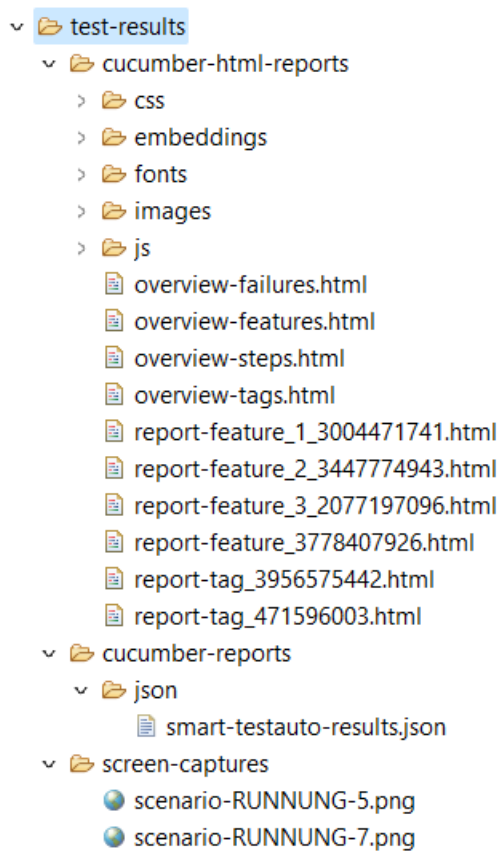 test-results
cucumber-html-reports
css
embeddings
fonts
images
js
overview-failures.html
overview-features.html
overview-steps.html
overview-tags.html
report-feature_1_3004471741.html
report-feature_2_3447774943.html
report-feature_3_2077197096.html
report-feature_3778407926.html
report-tag_3956575442.html
report-tag_471596003.html
cucumber-reports
json
smart-testauto-results.json
screen-captures
scenario-RUNNUNG-5.png
scenario-RUNNUNG-7.png